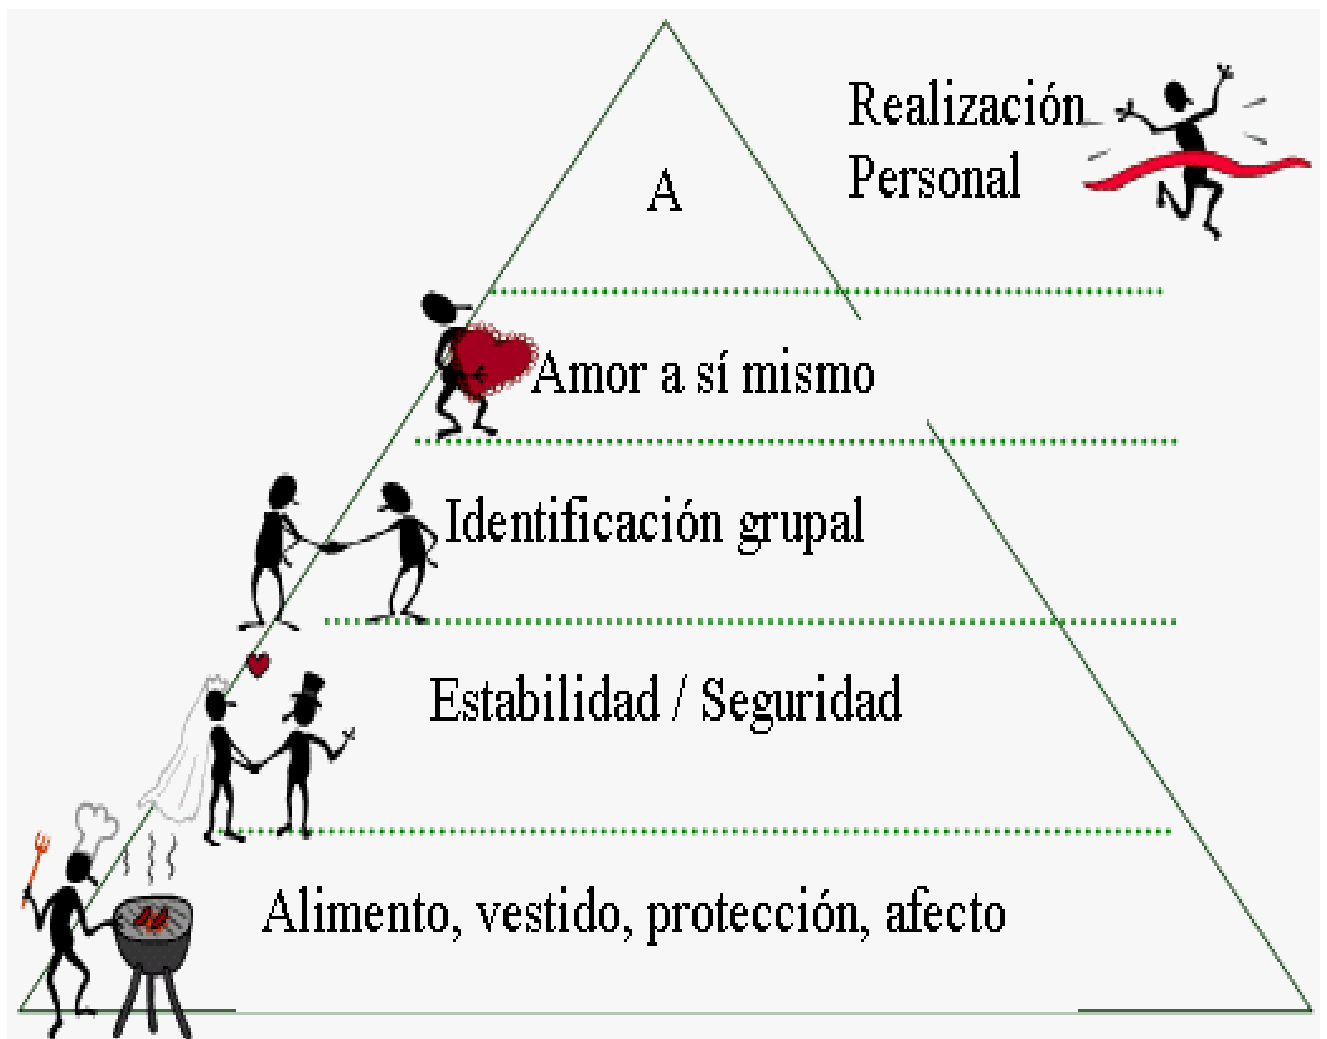 Realización
Personal
A
Amor a sí mismo
Identificación grupal
Estabilidad / Seguridad
Alimento, vestido, protección, afecto